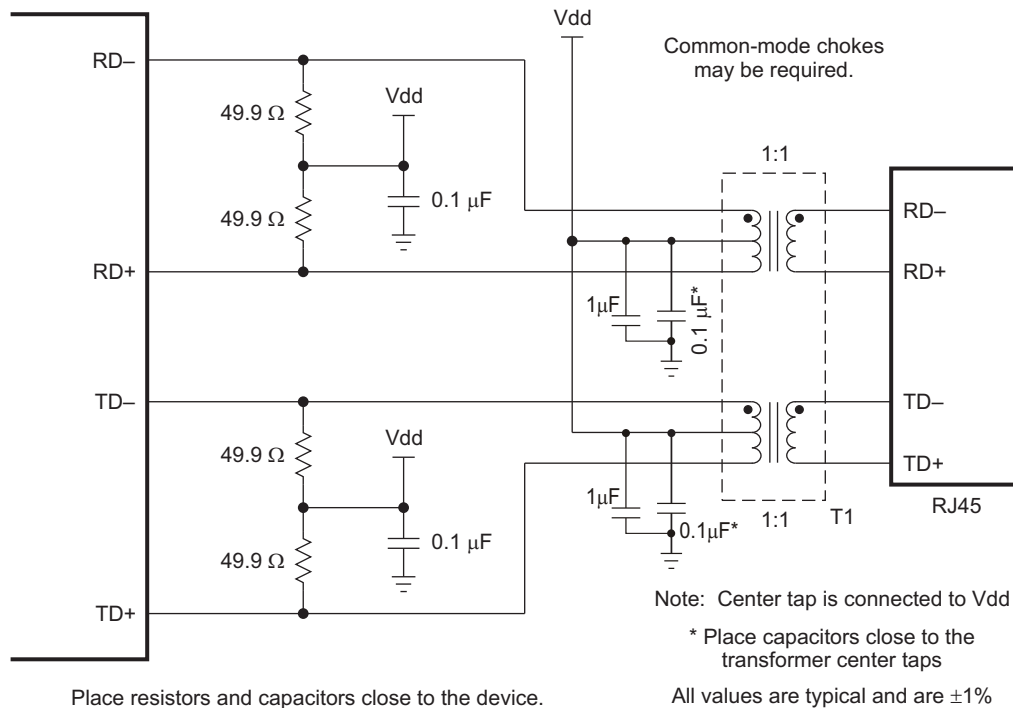 Vdd
Common-mode chokes
may be required.
RD–
49.9 Ω
Vdd
0.1 μF
49.9 Ω
RD+
1:1
RD–
RD+
1μF
0.1 μF*
TD–
49.9 Ω
Vdd
0.1 μF
49.9 Ω
TD+
1μF
0.1μF*
1:1
T1
TD–
TD+
RJ45
Note: Center tap is connected to Vdd
* Place capacitors close to the
transformer center taps
Place resistors and capacitors close to the device.
All values are typical and are ±1%